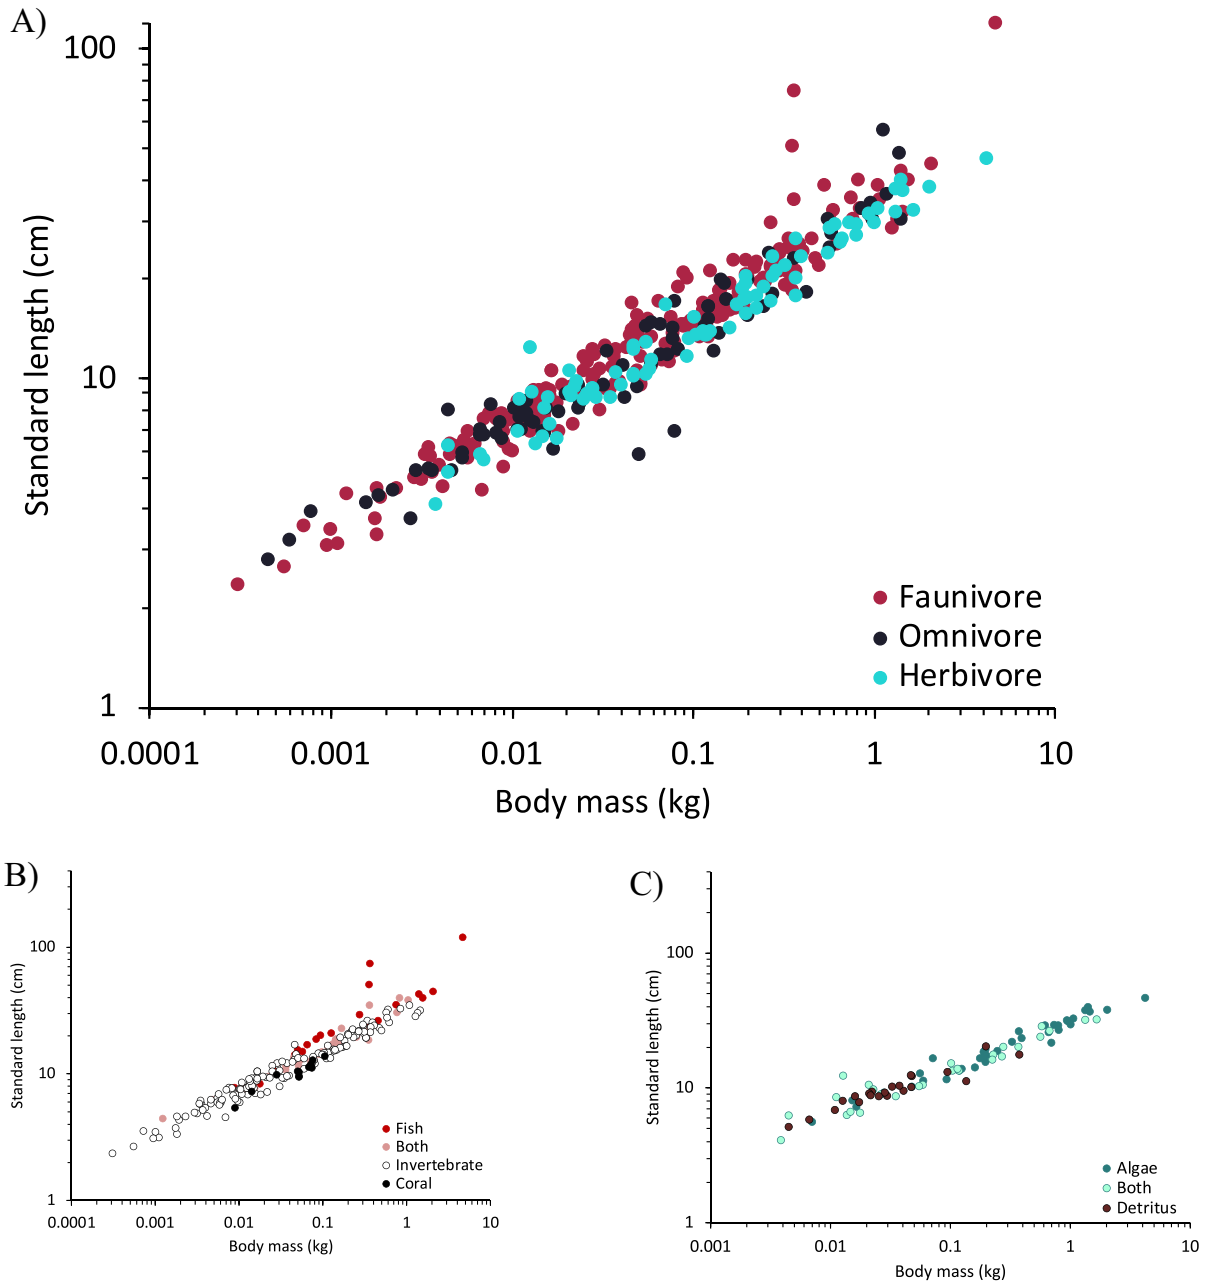 A)
100
10
1
Standard length (cm)
Faunivore
Omnivore
Herbivore
0.0001 0.001 0.01 0.1 1 10
Body mass (kg)
B)
100
10
1
Standard length (cm)
Fish
Both
Invertebrate
Coral
0.0001 0.001 0.01 0.1 1 10
Body mass (kg)
C)
100
10
1
Standard length (cm)
Algae
Both
Detritus
0.001 0.01 0.1 1 10
Body mass (kg)